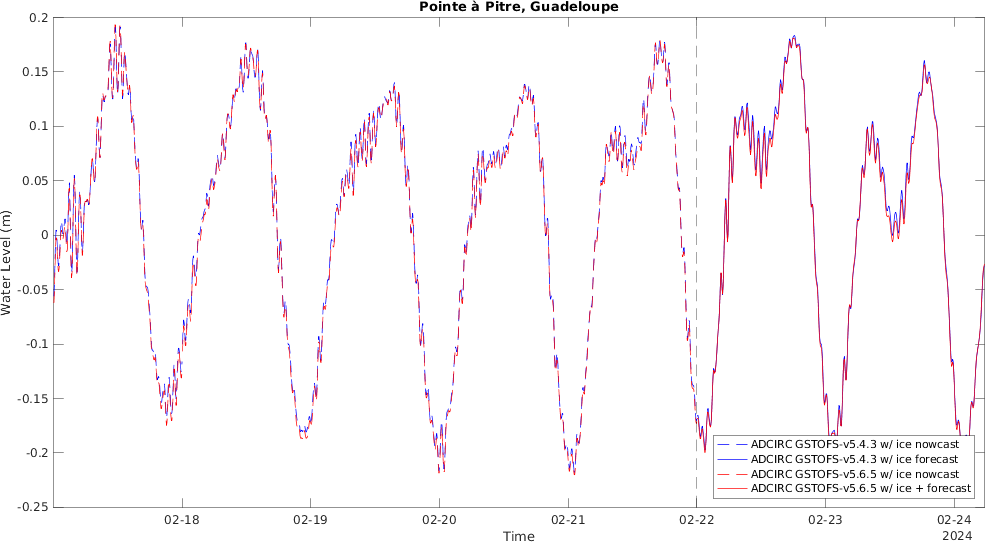 Pointe à Pitre, Guadeloupe
0.2
0.15
0.1
0.05
0
-0.05
-0.1
-0.15
-0.2
-0.25
Water Level (m)
ADCIRC GSTOFS-v5.4.3 w/ ice nowcast
ADCIRC GSTOFS-v5.4.3 w/ ice forecast
ADCIRC GSTOFS-v5.6.5 w/ ice nowcast
ADCIRC GSTOFS-v5.6.5 w/ ice + forecast
02-18 02-19 02-20 02-21 02-22 02-23 02-24
Time
2024